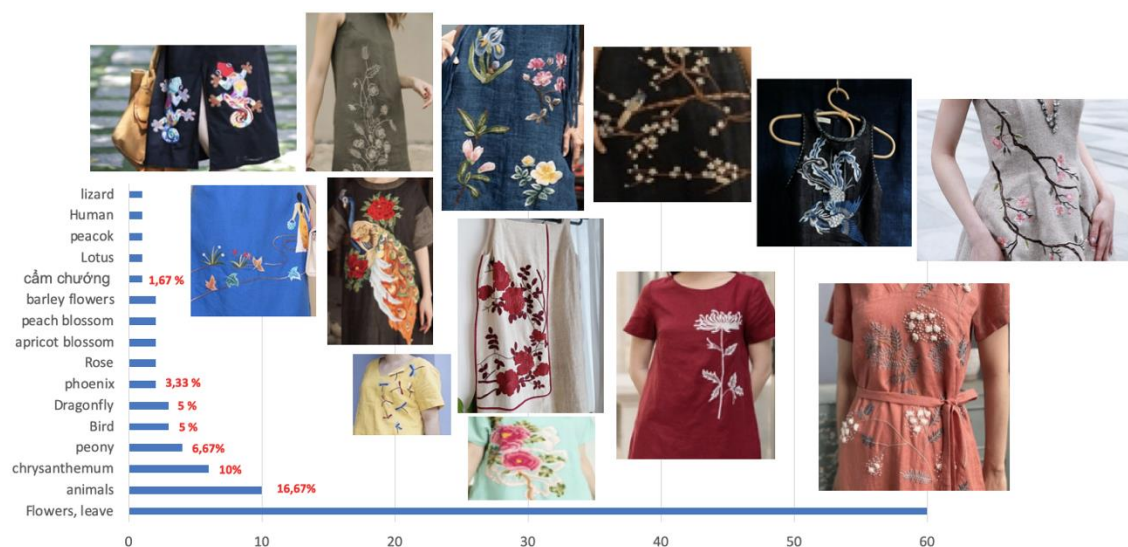 lizard
Human
peacok
Lotus
cẩm chướng 1,67 %
barley flowers
peach blossom
apricot blossom
Rose
phoenix 3,33 %
Dragonfly 5 %
Bird 5 %
peony 6,67%
chrysanthemum 10%
animals 16,67%
Flowers, leave
0 10 20 30 40 50 60